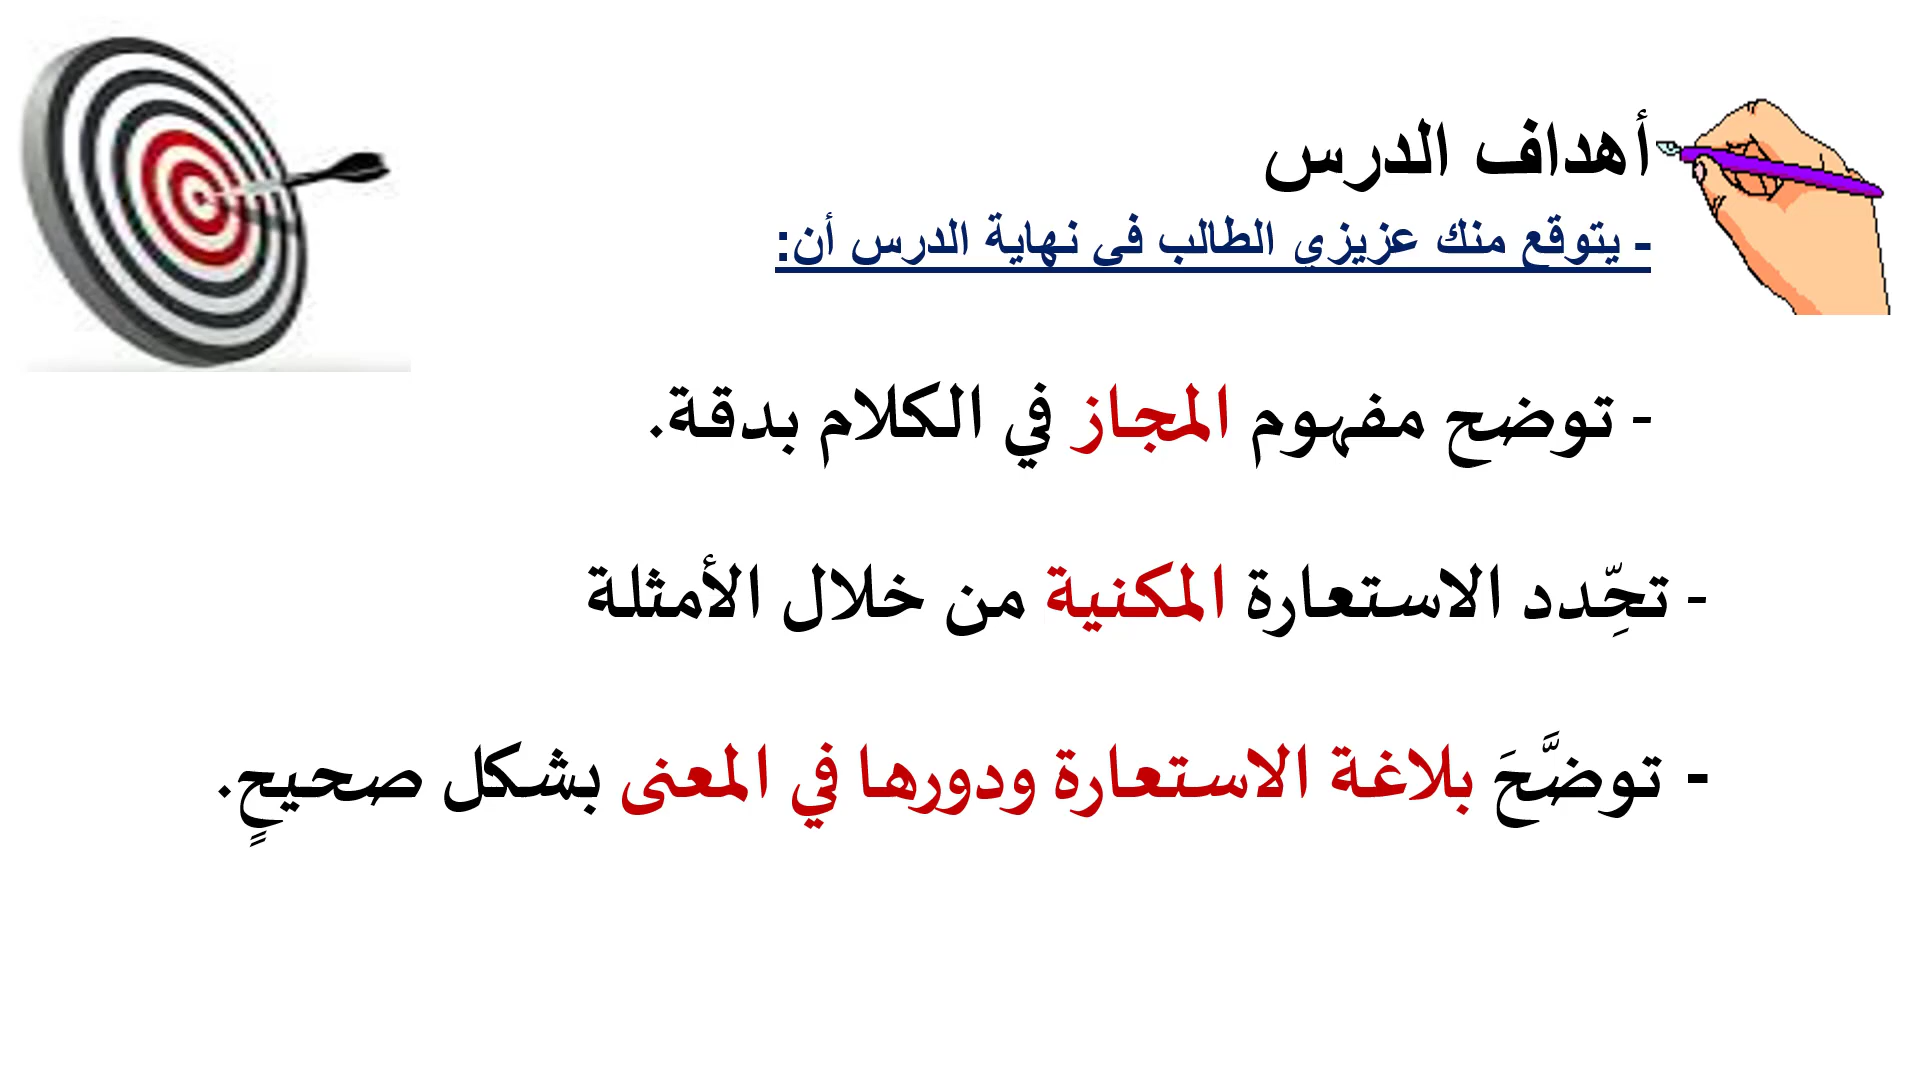 أهداف الدرس
- يتوقع منك عزيزي الطالب في نهاية الدرس أن:
- توضح مفهوم المجاز في الكلام بدقة.
- تحِّدد الاستعارة المكنية من خلال الأمثلة
- توضَّحَ بلاغة الاستعارة ودورها في المعنى بشكل صحيحٍ.